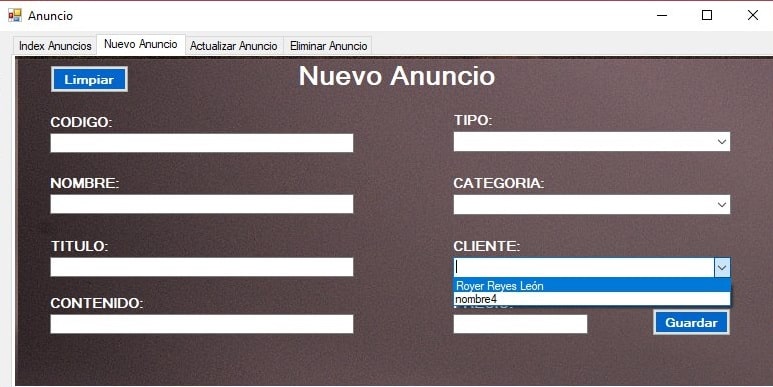 Anuncio
Index Anuncios Nuevo Anuncio Actualizar Anuncio Eliminar Anuncio
Limpiar
Nuevo Anuncio
CODIGO:
TIPO:
NOMBRE:
CATEGORIA:
TITULO:
CLIENTE:
Royer Reyes León
nombre4
CONTENIDO:
Guardar